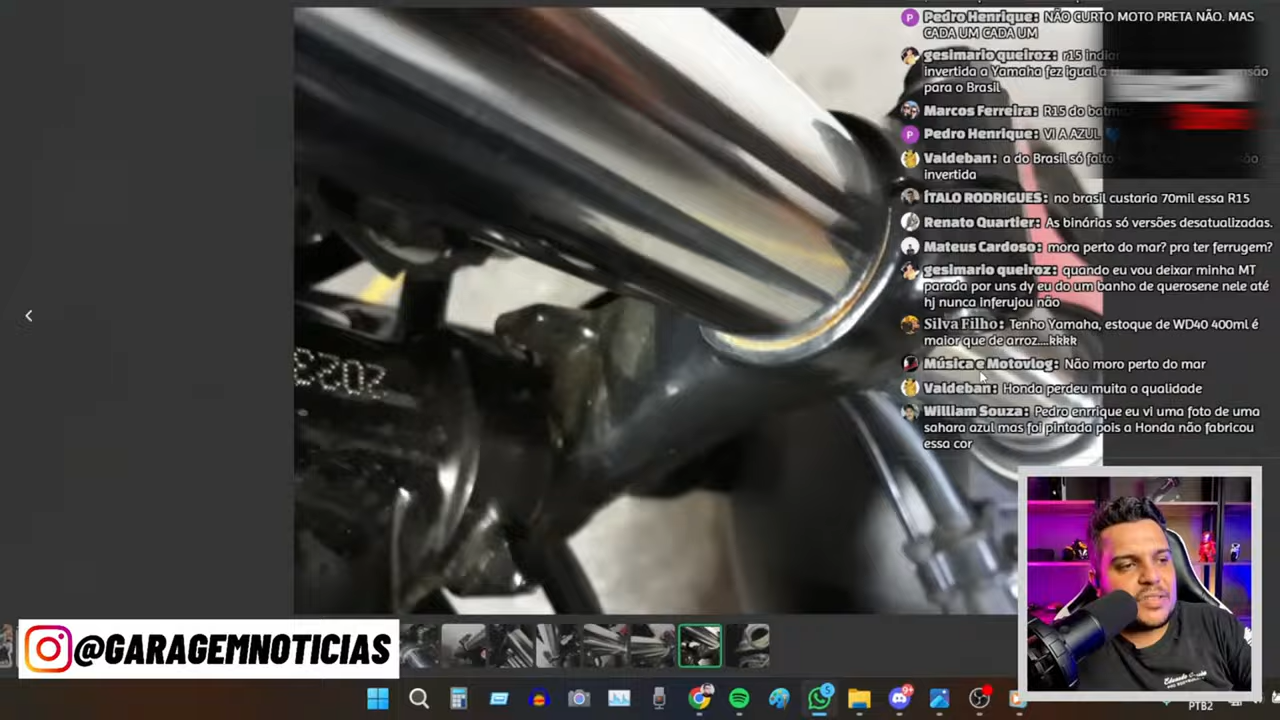 Pedro Henrique: NÃO CURTO MOTO PRETA NÃO. MAS
CADA UM CADA UM
gesimario queiroz: r15 india
invertida a Yamaha fez igual a
para o Brasil
Marcos Ferreira: R15 do
Pedro Henrique: VI A AZUL 💙
Valdeban: a do Brasil só falto
invertida
ÍTALO RODRIGUES: no brasil custaria 70mil essa R15
Renato Quartier: As binárias só versões desatualizadas.
Mateus Cardoso: mora perto do mar? pra ter ferrugem?
gesimario queiroz: quando eu vou deixar minha MT
parada por uns dy eu do um banho de querosene nele até
hj nunca inferujou não
Silva Filho: Tenho Yamaha, estoque de WD40 400ml é
maior que de arroz....kkkk
Música e Motovlog: Não moro perto do mar
Valdeban: Honda perdeu muita a qualidade
William Souza: Pedro enrrique eu vi uma foto de uma
sahara azul mas foi pintada pois a Honda não fabricou
essa cor
@GARAGEMNOTICIAS
5
9+
PTB2